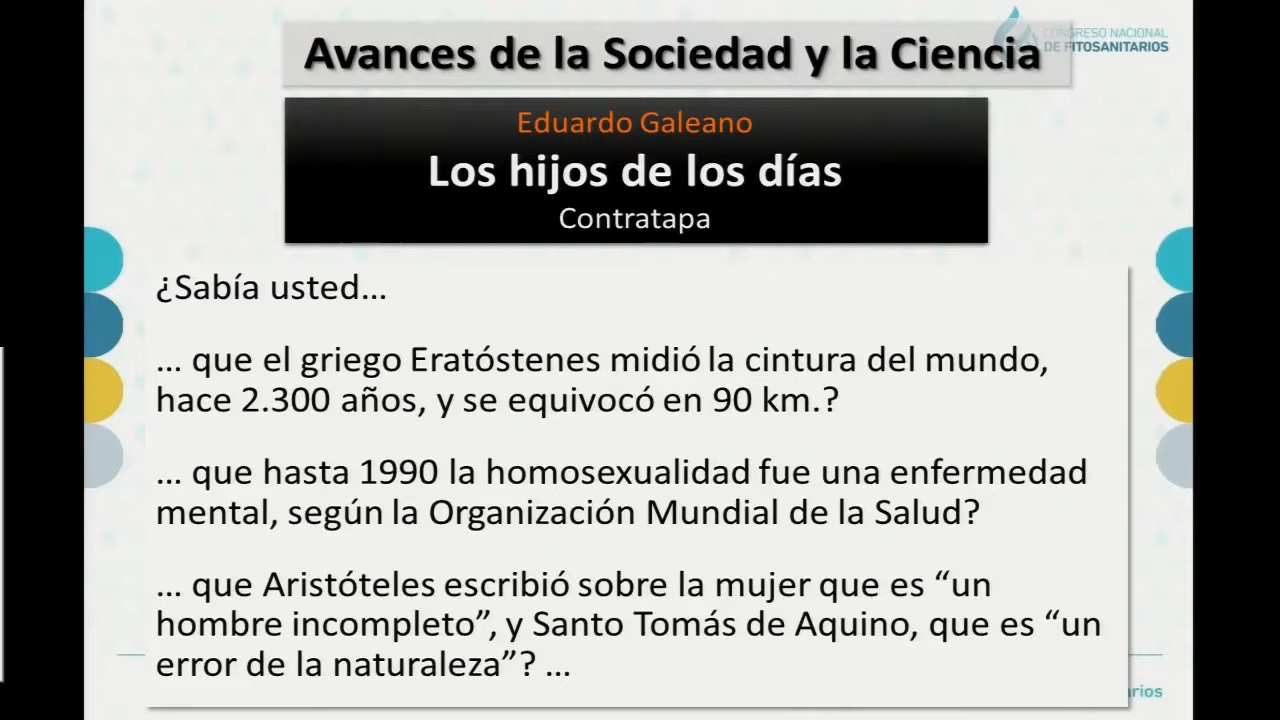 Avances de la Sociedad y la Ciencia
CONGRESO NACIONAL
DE FITOSANITARIOS
Eduardo Galeano
Los hijos de los días
Contratapa
¿Sabía usted...
... que el griego Eratóstenes midió la cintura del mundo,
hace 2.300 años, y se equivocó en 90 km.?
... que hasta 1990 la homosexualidad fue una enfermedad
mental, según la Organización Mundial de la Salud?
... que Aristóteles escribió sobre la mujer que es “un
hombre incompleto”, y Santo Tomás de Aquino, que es “un
error de la naturaleza”? ...